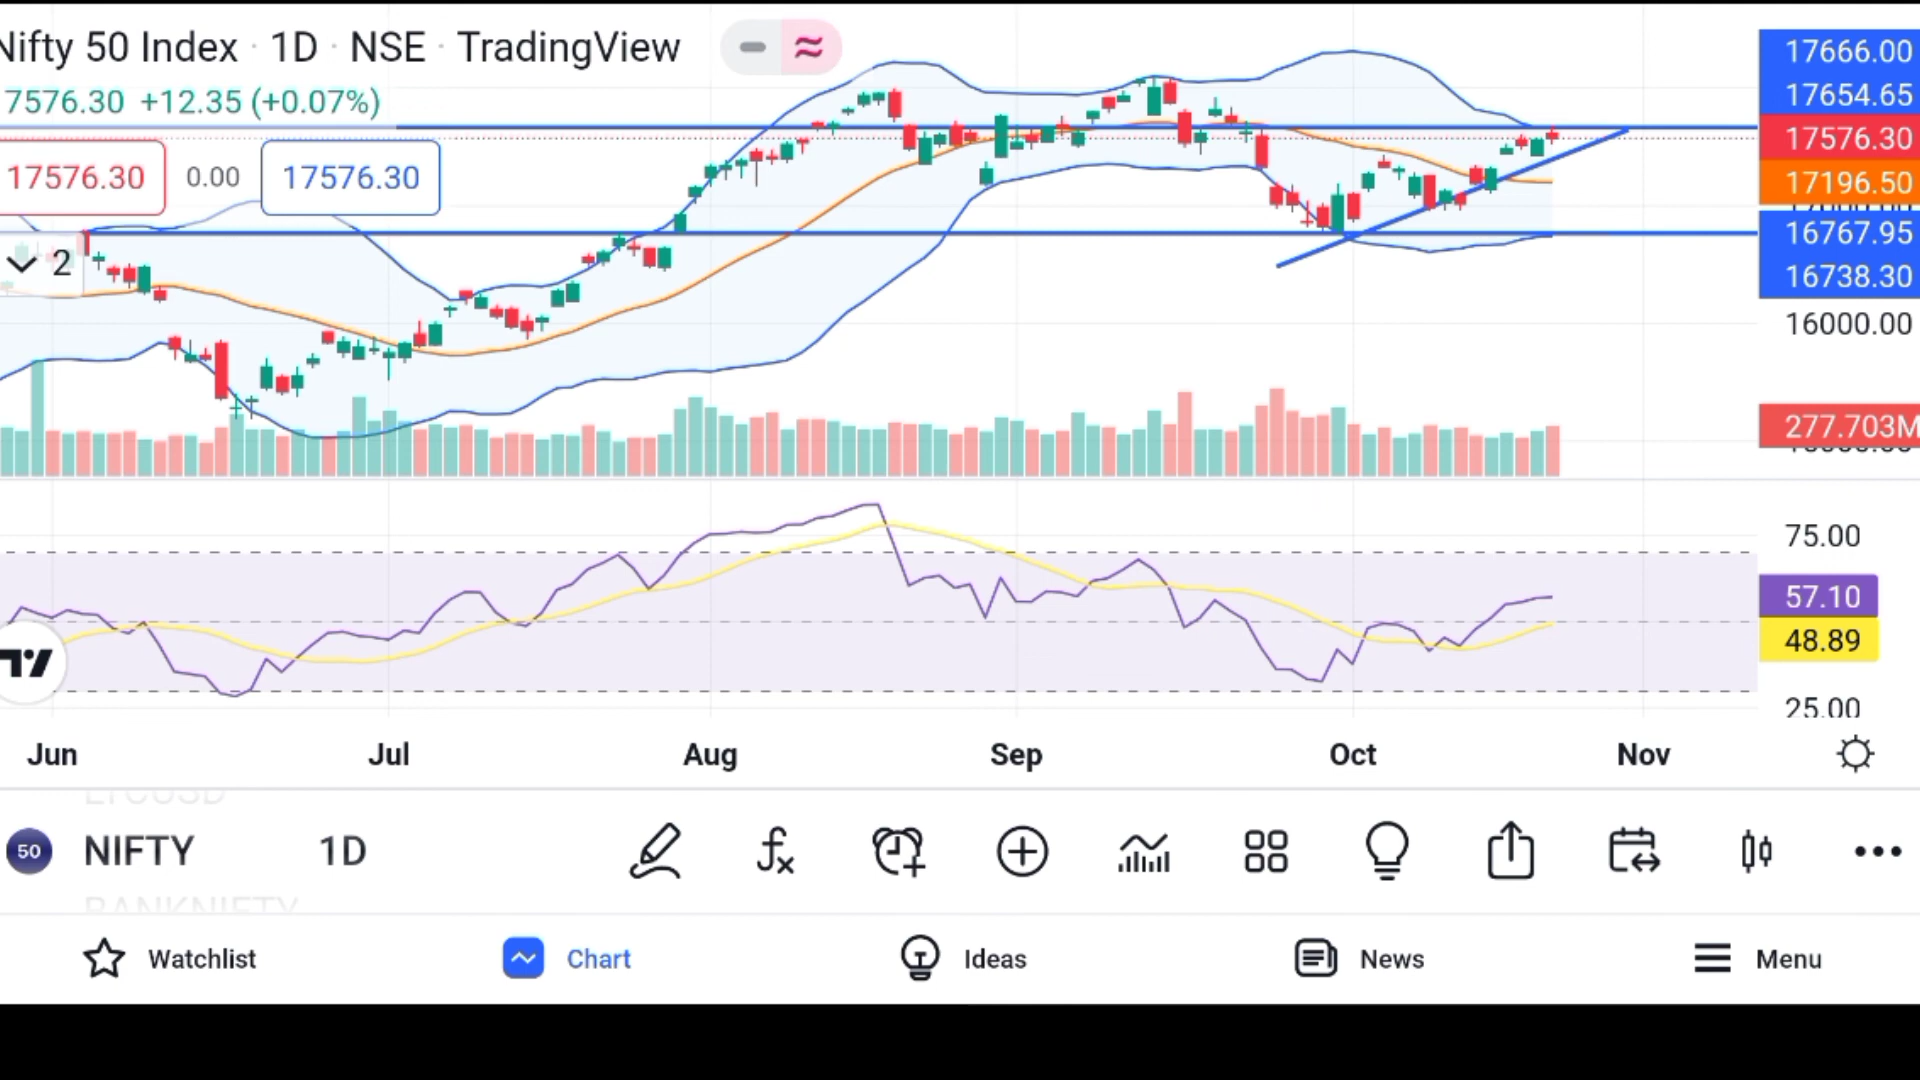 Nifty 50 Index · 1D · NSE · TradingView
7576.30 +12.35 (+0.07%)
17576.30 0.00 17576.30
2
17666.00
17654.65
17576.30
17196.50
16767.95
16738.30
16000.00
277.703M
75.00
57.10
48.89
25.00
Jun Jul Aug Sep Oct Nov
LTCUSD
50 NIFTY 1D
BANKNIFTY
Watchlist Chart Ideas News Menu